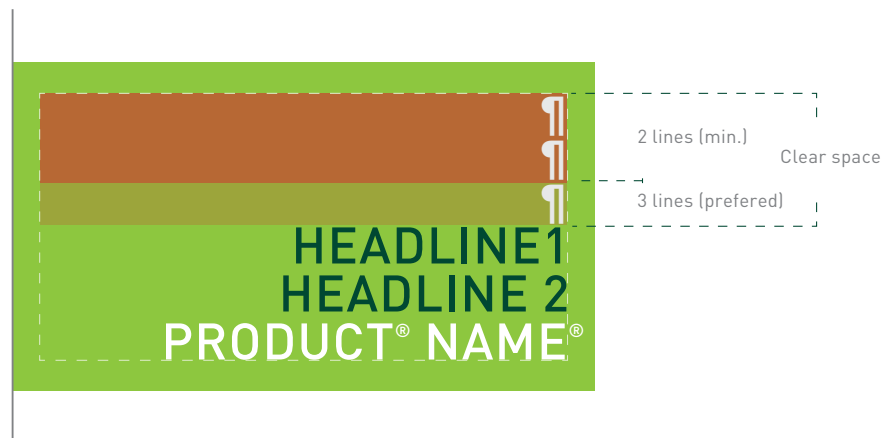 ¶
2 lines (min.)
Clear space
¶
¶
3 lines (prefered)
HEADLINE1
HEADLINE 2
PRODUCT® NAME®